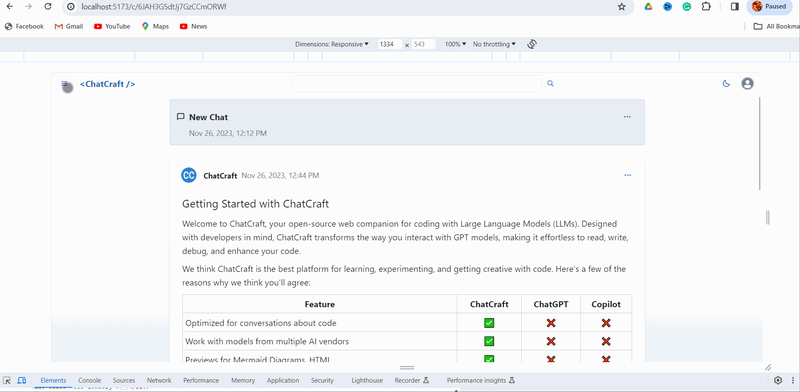 localhost:5173/c/6JAH3G5dtJj7GzCCmORWf
Paused
Facebook
Gmail
YouTube
Maps
News
All Bookma
Dimensions: Responsive
1334 × 543
100%
No throttling
<ChatCraft />
New Chat
Nov 26, 2023, 12:12 PM
CC
ChatCraft Nov 26, 2023, 12:44 PM
Getting Started with ChatCraft
Welcome to ChatCraft, your open-source web companion for coding with Large Language Models (LLMs). Designed
with developers in mind, ChatCraft transforms the way you interact with GPT models, making it effortless to read, write,
debug, and enhance your code.
We think ChatCraft is the best platform for learning, experimenting, and getting creative with code. Here's a few of the
reasons why we think you'll agree:
Feature ChatCraft ChatGPT Copilot
Optimized for conversations about code
Work with models from multiple AI vendors
Previews for Mermaid Diagrams, HTML
Elements Console Sources Network Performance Memory Application Security Lighthouse Recorder Performance insights